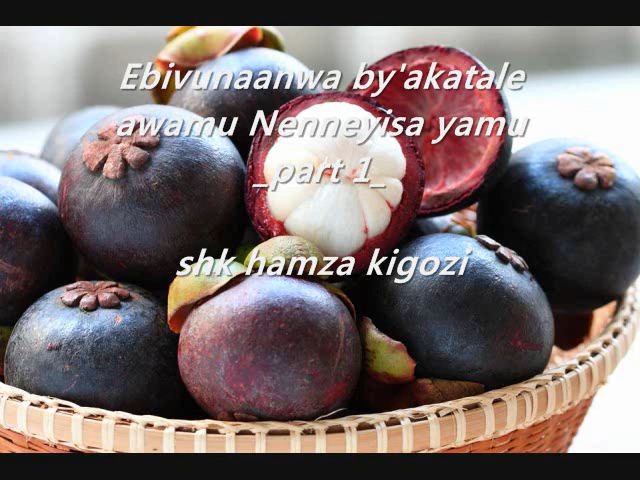 Ebivunaanwa by'akatale
awamu Nenneyisa yamu
_part 1_
shk hamza kigozi